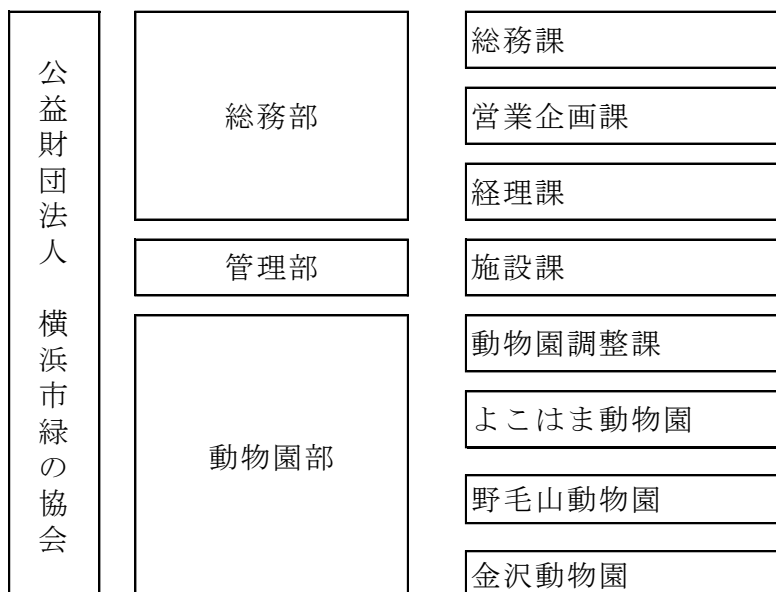 公益財団法人 横浜市緑の協会
総務部
総務課
営業企画課
経理課
管理部
施設課
動物園部
動物園調整課
よこはま動物園
野毛山動物園
金沢動物園